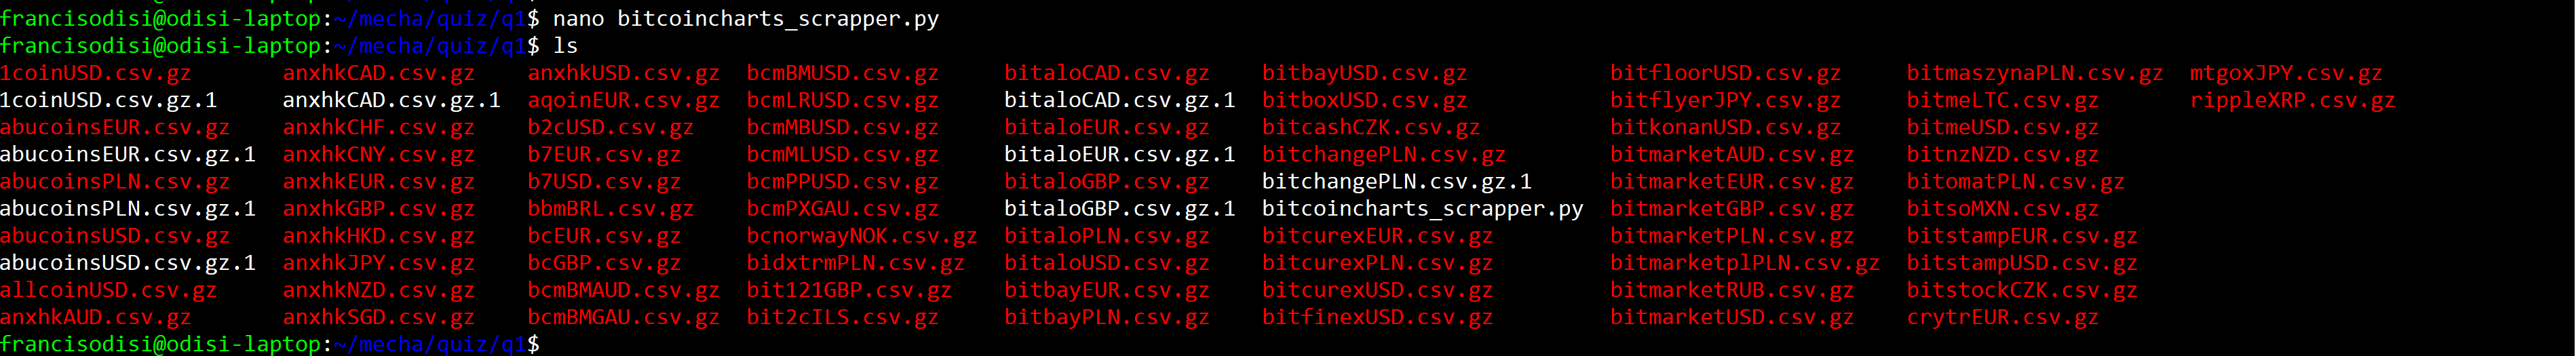 francisodisi@odisi-laptop:~/mecha/quiz/q1$ nano bitcoincharts_scrapper.py
francisodisi@odisi-laptop:~/mecha/quiz/q1$ ls
1coinUSD.csv.gz anxhkCAD.csv.gz anxhkUSD.csv.gz bcmBMUSD.csv.gz bitaloCAD.csv.gz bitbayUSD.csv.gz bitfloorUSD.csv.gz bitmaszynaPLN.csv.gz mtgoxJPY.csv.gz
1coinUSD.csv.gz.1 anxhkCAD.csv.gz.1 aqoinEUR.csv.gz bcmLRUSD.csv.gz bitaloCAD.csv.gz.1 bitboxUSD.csv.gz bitflyerJPY.csv.gz bitmeLTC.csv.gz rippleXRP.csv.gz
abucoinsEUR.csv.gz anxhkCHF.csv.gz b2cUSD.csv.gz bcmMBUSD.csv.gz bitaloEUR.csv.gz bitcashCZK.csv.gz bitkonanUSD.csv.gz bitmeUSD.csv.gz
abucoinsEUR.csv.gz.1 anxhkCNY.csv.gz b7EUR.csv.gz bcmMLUSD.csv.gz bitaloEUR.csv.gz.1 bitchangePLN.csv.gz bitmarketAUD.csv.gz bitnzNZD.csv.gz
abucoinsPLN.csv.gz anxhkEUR.csv.gz b7USD.csv.gz bcmPPUSD.csv.gz bitaloGBP.csv.gz bitchangePLN.csv.gz.1 bitmarketEUR.csv.gz bitomatPLN.csv.gz
abucoinsPLN.csv.gz.1 anxhkGBP.csv.gz bbmBRL.csv.gz bcmPXGAU.csv.gz bitaloGBP.csv.gz.1 bitcoincharts_scrapper.py bitmarketGBP.csv.gz bitsoMXN.csv.gz
abucoinsUSD.csv.gz anxhkHKD.csv.gz bcEUR.csv.gz bcnorwayNOK.csv.gz bitaloPLN.csv.gz bitcurexEUR.csv.gz bitmarketPLN.csv.gz bitstampEUR.csv.gz
abucoinsUSD.csv.gz.1 anxhkJPY.csv.gz bcGBP.csv.gz bidxtrmPLN.csv.gz bitaloUSD.csv.gz bitcurexPLN.csv.gz bitmarketplPLN.csv.gz bitstampUSD.csv.gz
allcoinUSD.csv.gz anxhkNZD.csv.gz bcmBMAUD.csv.gz bit121GBP.csv.gz bitbayEUR.csv.gz bitcurexUSD.csv.gz bitmarketRUB.csv.gz bitstockCZK.csv.gz
anxhkAUD.csv.gz anxhkSGD.csv.gz bcmBMGAU.csv.gz bit2cILS.csv.gz bitbayPLN.csv.gz bitfinexUSD.csv.gz bitmarketUSD.csv.gz crytrEUR.csv.gz
francisodisi@odisi-laptop:~/mecha/quiz/q1$